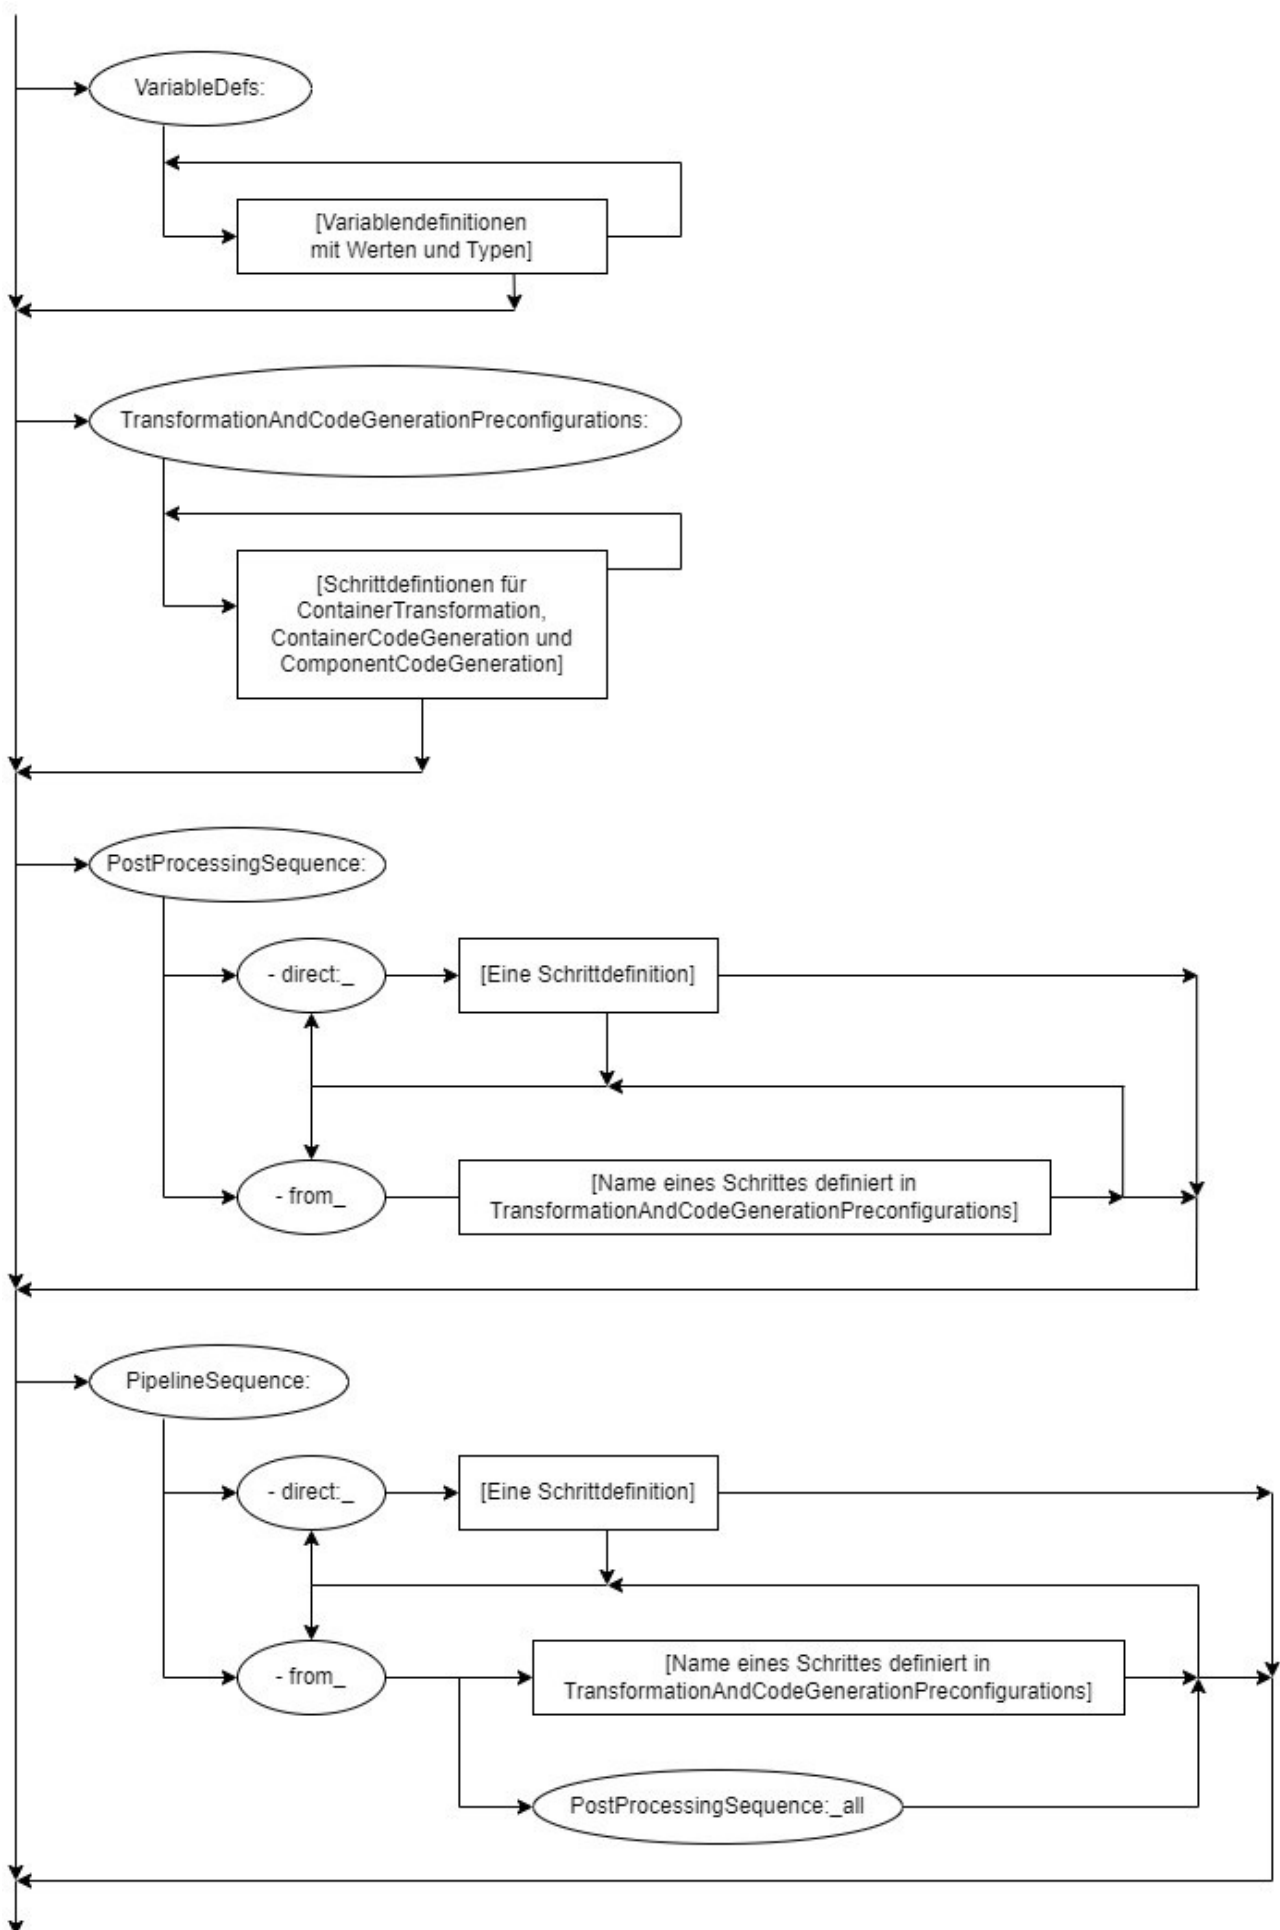 VariableDefs:
[Variablendefinitionen
mit Werten und Typen]
TransformationAndCodeGenerationPreconfigurations:
[Schrittdefintionen für
ContainerTransformation,
ContainerCodeGeneration und
ComponentCodeGeneration]
PostProcessingSequence:
- direct:_
[Eine Schrittdefinition]
- from_
[Name eines Schrittes definiert in
TransformationAndCodeGenerationPreconfigurations]
PipelineSequence:
- direct:_
[Eine Schrittdefinition]
- from_
[Name eines Schrittes definiert in
TransformationAndCodeGenerationPreconfigurations]
PostProcessingSequence:_all